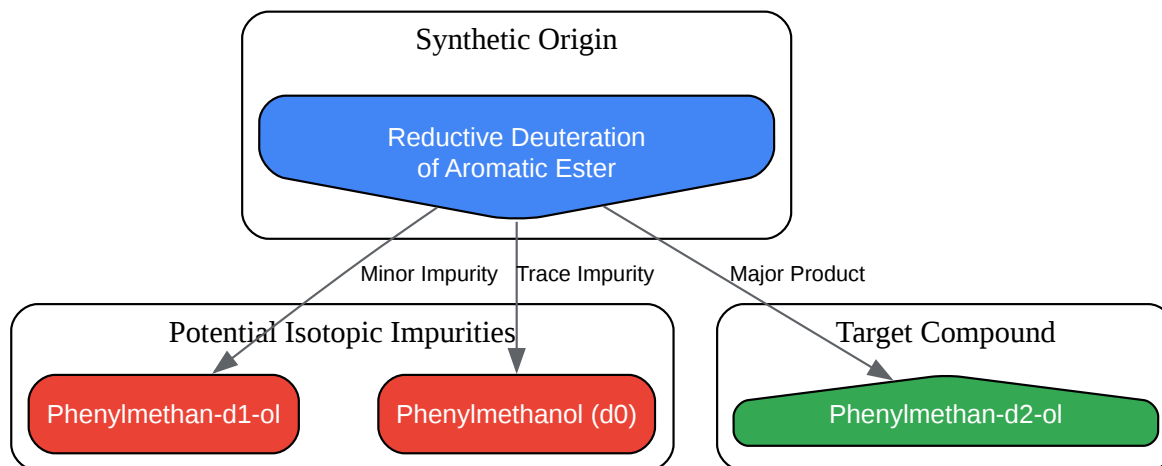 Synthetic Origin
Reductive Deuteration
of Aromatic Ester
Minor Impurity
Trace Impurity
Major Product
Potential Isotopic Impurities
Target Compound
Phenylmethan-d1-ol
Phenylmethanol (d0)
Phenylmethan-d2-ol